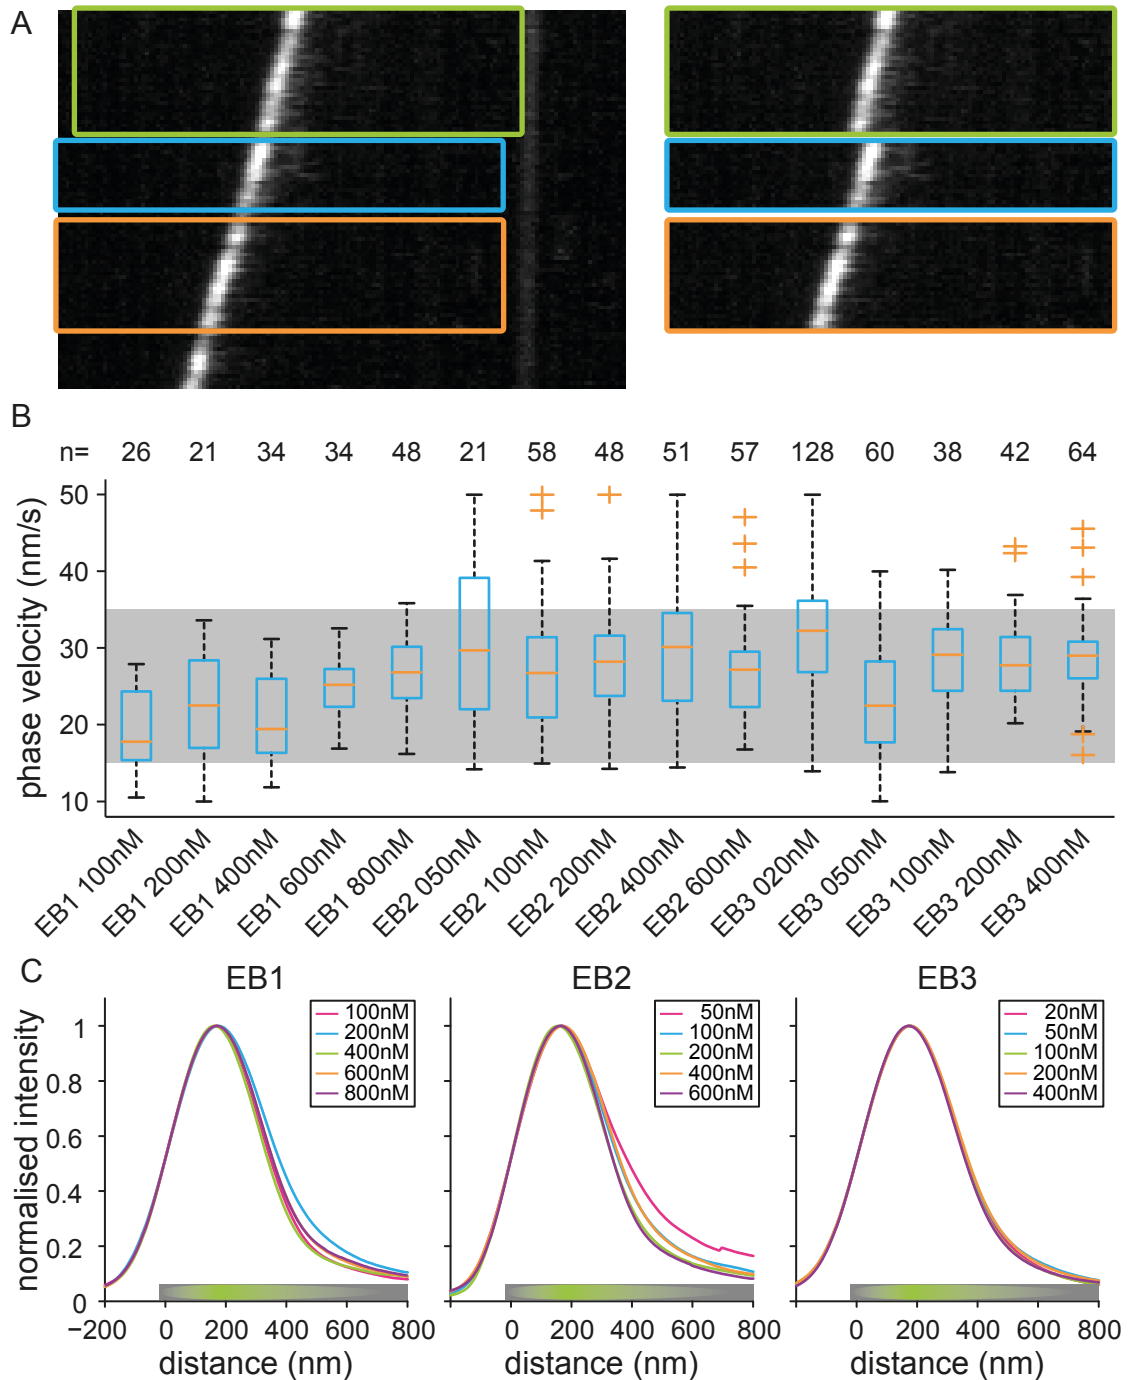 A
B
n= 26 21 34 34 48 21 58 48 51 57 128 60 38 42 64
phase velocity (nm/s)
50
40
30
20
10
EB1 100nM
EB1 200nM
EB1 400nM
EB1 600nM
EB1 800nM
EB2 050nM
EB2 100nM
EB2 200nM
EB2 400nM
EB2 600nM
EB3 020nM
EB3 050nM
EB3 100nM
EB3 200nM
EB3 400nM
C
EB1
EB2
EB3
normalised intensity
1
0.8
0.6
0.4
0.2
0
100nM
200nM
400nM
600nM
800nM
50nM
100nM
200nM
400nM
600nM
20nM
50nM
100nM
200nM
400nM
−200 0 200 400 600 800
0 200 400 600 800
0 200 400 600 800
distance (nm)
distance (nm)
distance (nm)